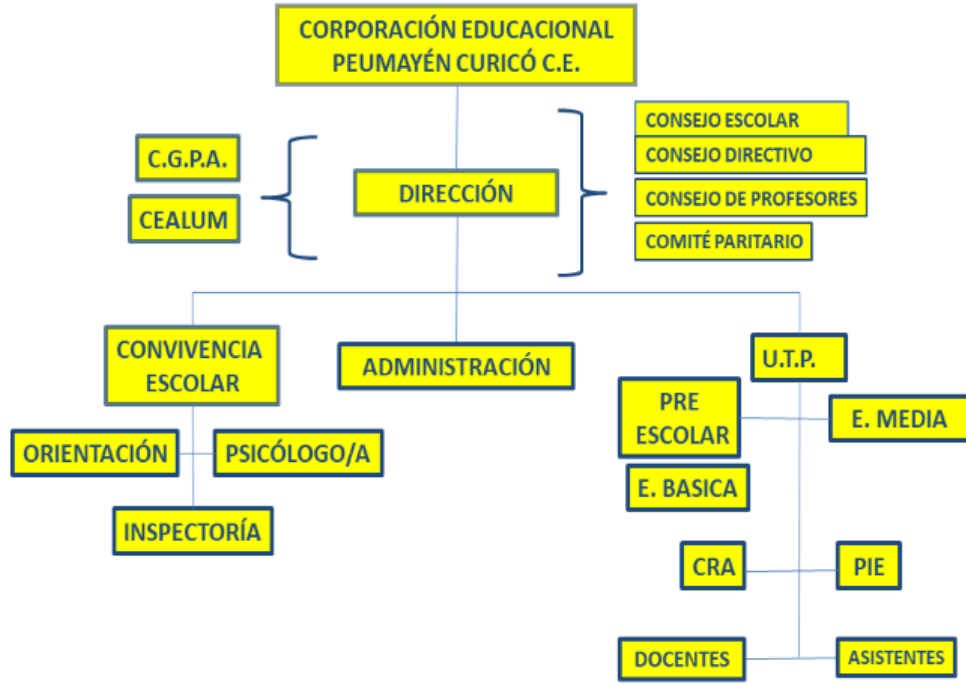 CORPORACIÓN EDUCACIONAL
PEUMAYÉN CURICÓ C.E.
C.G.P.A.
CEALUM
DIRECCIÓN
CONSEJO ESCOLAR
CONSEJO DIRECTIVO
CONSEJO DE PROFESORES
COMITÉ PARITARIO
CONVIVENCIA
ESCOLAR
ADMINISTRACIÓN
U.T.P.
ORIENTACIÓN
PSICÓLOGO/A
INSPECTORÍA
PRE
ESCOLAR
E. MEDIA
E. BASICA
CRA
PIE
DOCENTES
ASISTENTES